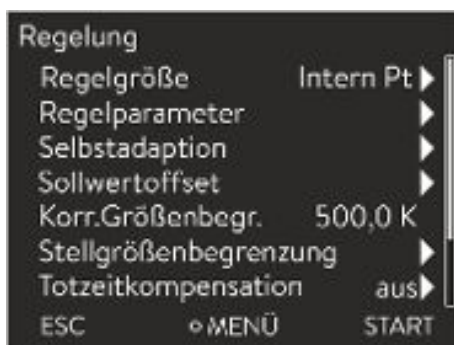 Regelung
Regelgröße Intern Pt
Regelparameter
Selbstadaption
Sollwertoffset
Korr.Größenbegr. 500,0 K
Stellgrößenbegrenzung
Totzeitkompensation aus
ESC MENÜ START